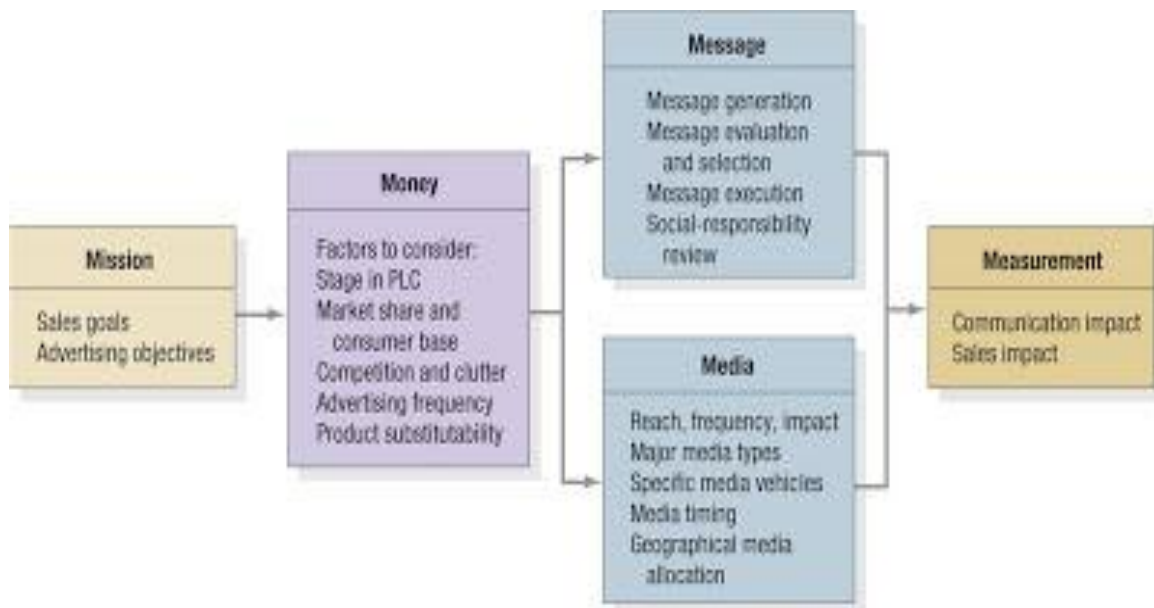 Mission
Sales goals
Advertising objectives
Money
Factors to consider:
Stage in PLC
Market share and
consumer base
Competition and clutter
Advertising frequency
Product substitutability
Message
Message generation
Message evaluation
and selection
Message execution
Social-responsibility
review
Media
Reach, frequency, impact
Major media types
Specific media vehicles
Media timing
Geographical media
allocation
Measurement
Communication impact
Sales impact